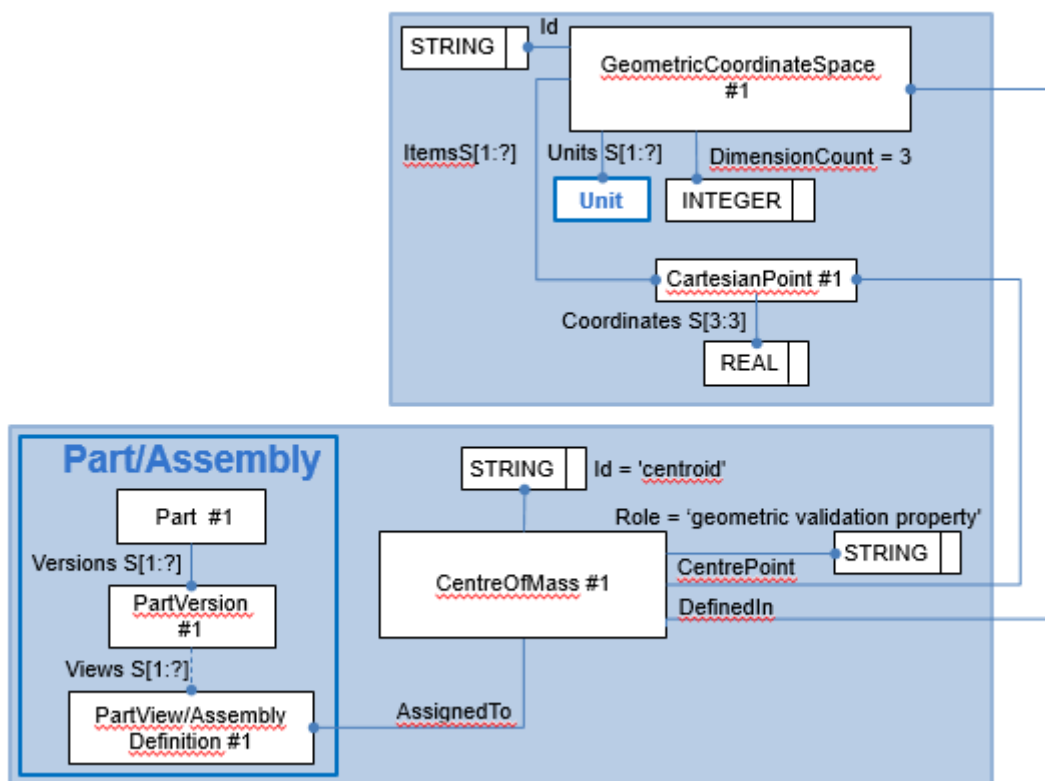 STRING
Id
GeometricCoordinateSpace
#1
ItemsS[1:?]
Units S[1:?]
DimensionCount = 3
Unit
INTEGER
CartesianPoint #1
Coordinates S[3:3]
REAL
Part/Assembly
STRING
Id = 'centroid'
Part  #1
Role = ‘geometric validation property’
STRING
Versions S[1:?]
CentreOfMass #1
CentrePoint
PartVersion
#1
DefinedIn
Views S[1:?]
PartView/Assembly
Definition #1
AssignedTo